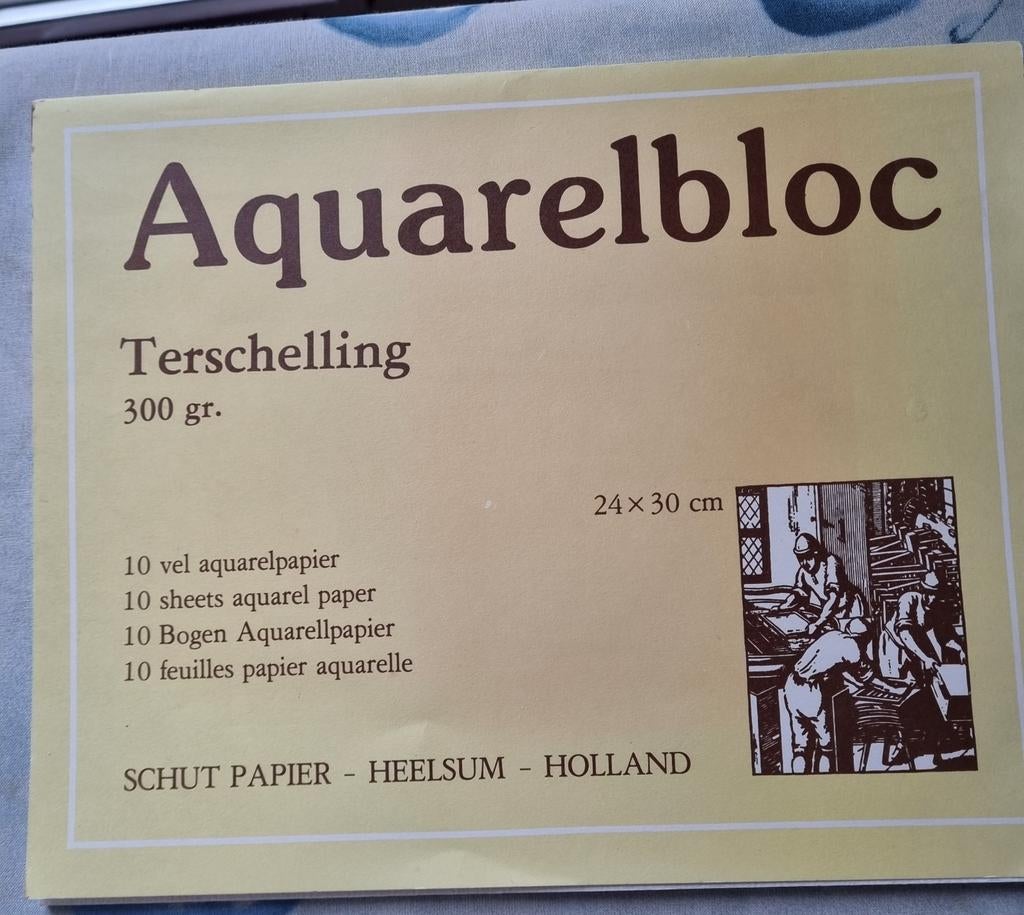 Aquarelbloc
Terschelling
300 gr.
24×30 cm
10 vel aquarelpapier
10 sheets aquarel paper
10 Bogen Aquarellpapier
10 feuilles papier aquarelle
SCHUT PAPIER – HEELSUM – HOLLAND